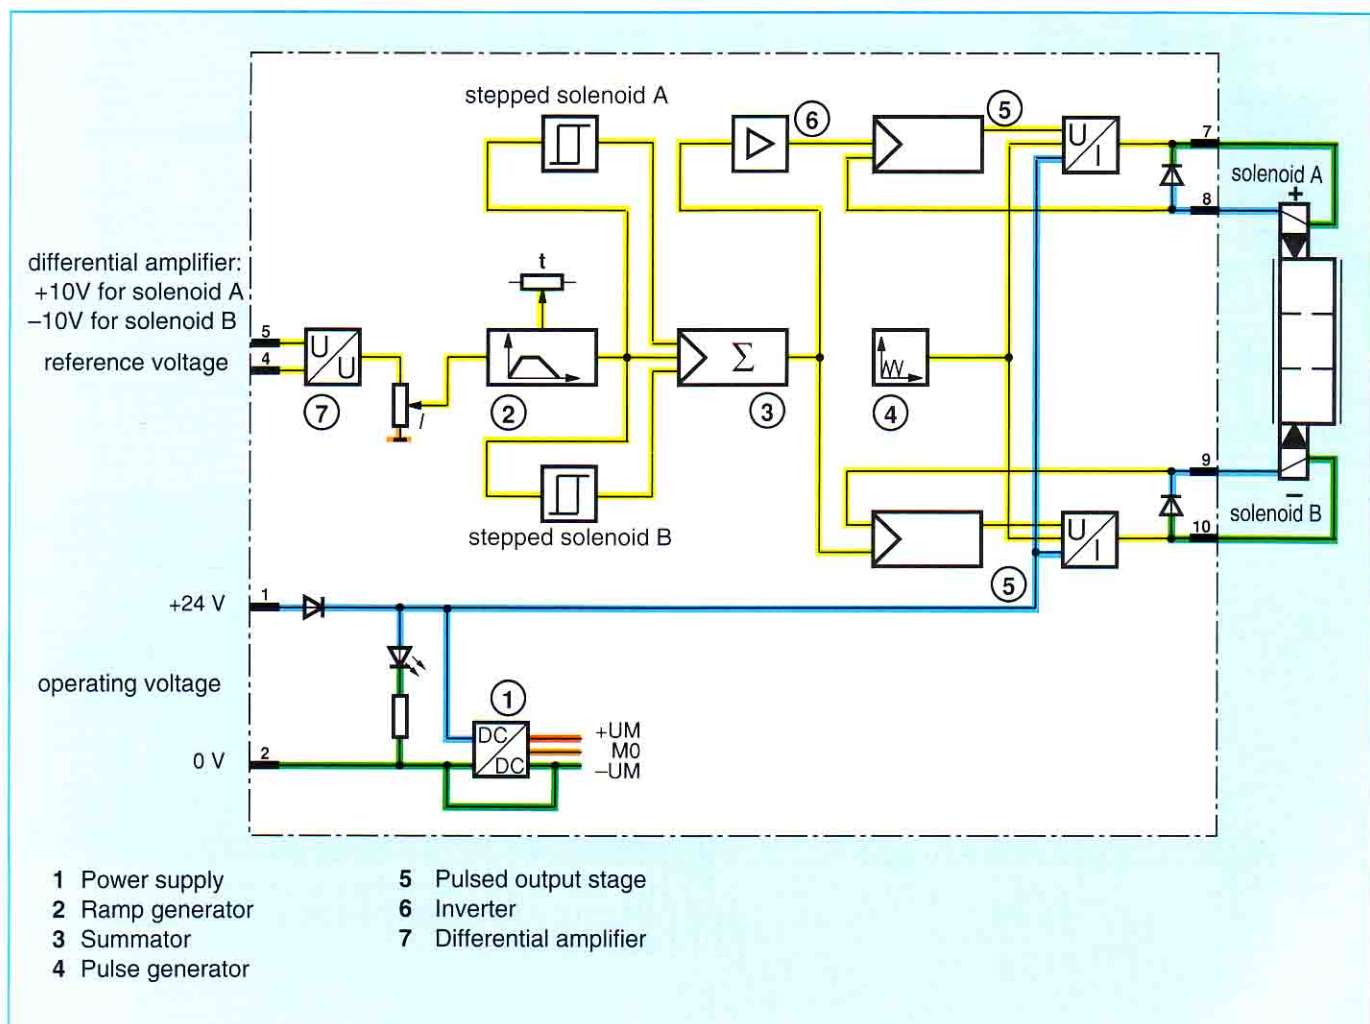 stepped solenoid A
6
5
U
I
7
solenoid A
+
8
differential amplifier:
+10V for solenoid A
–10V for solenoid B
t
5
4
reference voltage
U
U
l
7
2
Σ
3
4
9
–
solenoid B
10
stepped solenoid B
U
I
5
+24 V
1
operating voltage
1
0 V
2
DC
DC
+UM
M0
–UM
1 Power supply
2 Ramp generator
3 Summator
4 Pulse generator
5 Pulsed output stage
6 Inverter
7 Differential amplifier